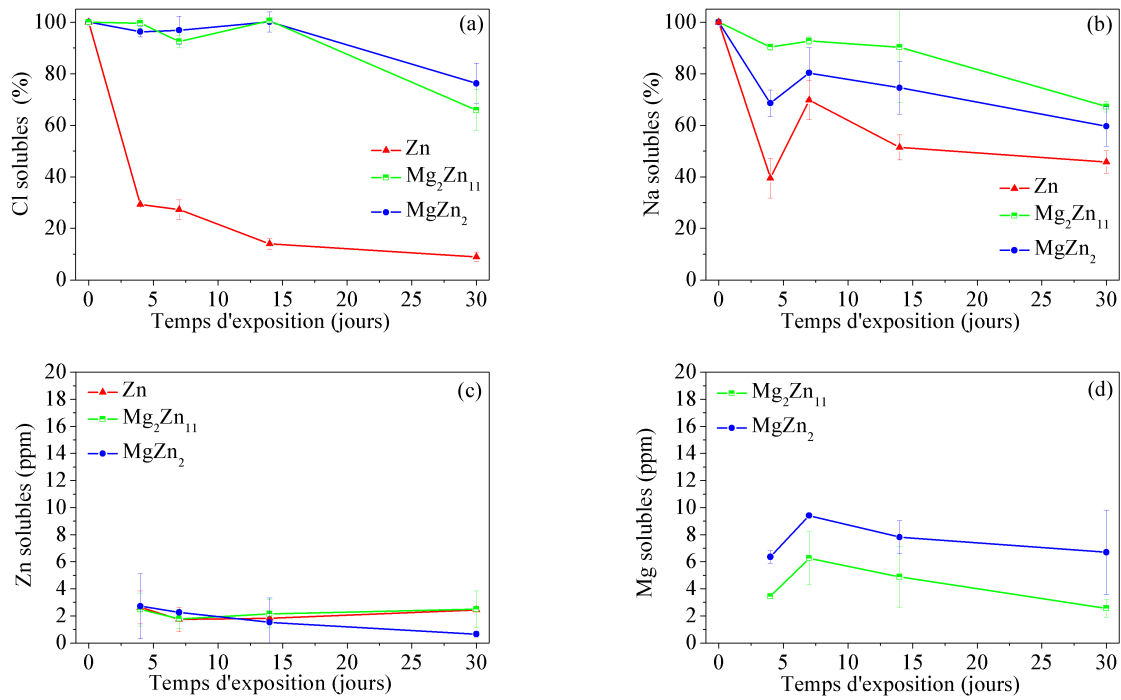 (a)
Cl solubles (%)
100
80
60
40
20
0
Zn
Mg₂Zn₁₁
MgZn₂
0 5 10 15 20 25 30
Temps d'exposition (jours)
(b)
Na solubles (%)
100
80
60
40
20
0
Zn
Mg₂Zn₁₁
MgZn₂
0 5 10 15 20 25 30
Temps d'exposition (jours)
(c)
Zn solubles (ppm)
20
18
16
14
12
10
8
6
4
2
0
Zn
Mg₂Zn₁₁
MgZn₂
0 5 10 15 20 25 30
Temps d'exposition (jours)
(d)
Mg solubles (ppm)
20
18
16
14
12
10
8
6
4
2
0
Mg₂Zn₁₁
MgZn₂
0 5 10 15 20 25 30
Temps d'exposition (jours)